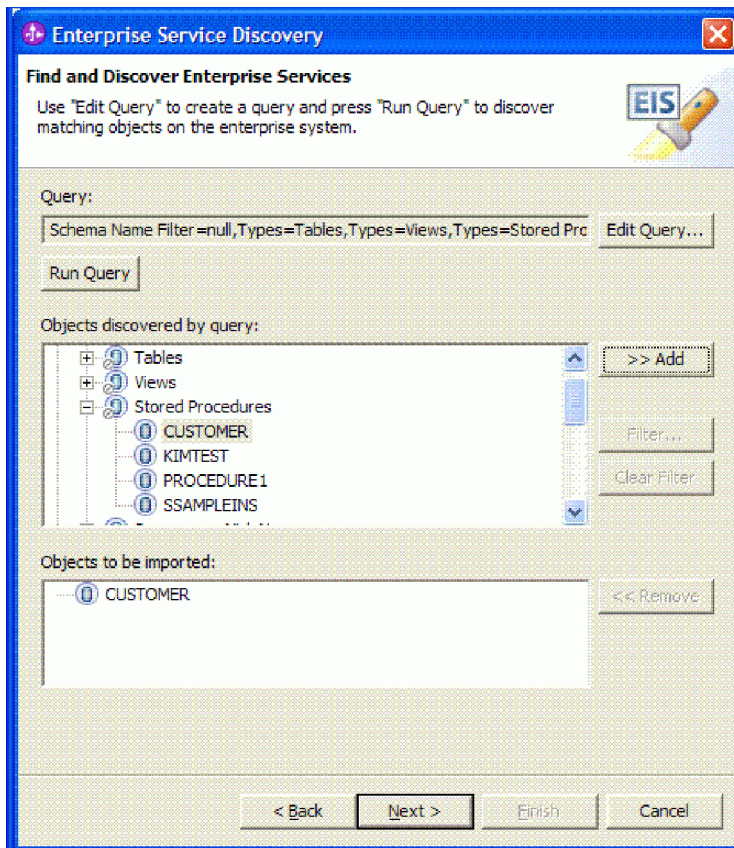 Enterprise Service Discovery
Find and Discover Enterprise Services
Use "Edit Query" to create a query and press "Run Query" to discover
matching objects on the enterprise system.
EIS
Query:
Schema Name Filter=null,Types=Tables,Types=Views,Types=Stored Prc
Edit Query...
Run Query
Objects discovered by query:
Tables
>> Add
Views
Stored Procedures
CUSTOMER
Filter...
KIMTEST
PROCEDURE1
Clear Filter
SSAMPLEINS
Objects to be imported:
CUSTOMER
<< Remove
< Back
Next >
Finish
Cancel